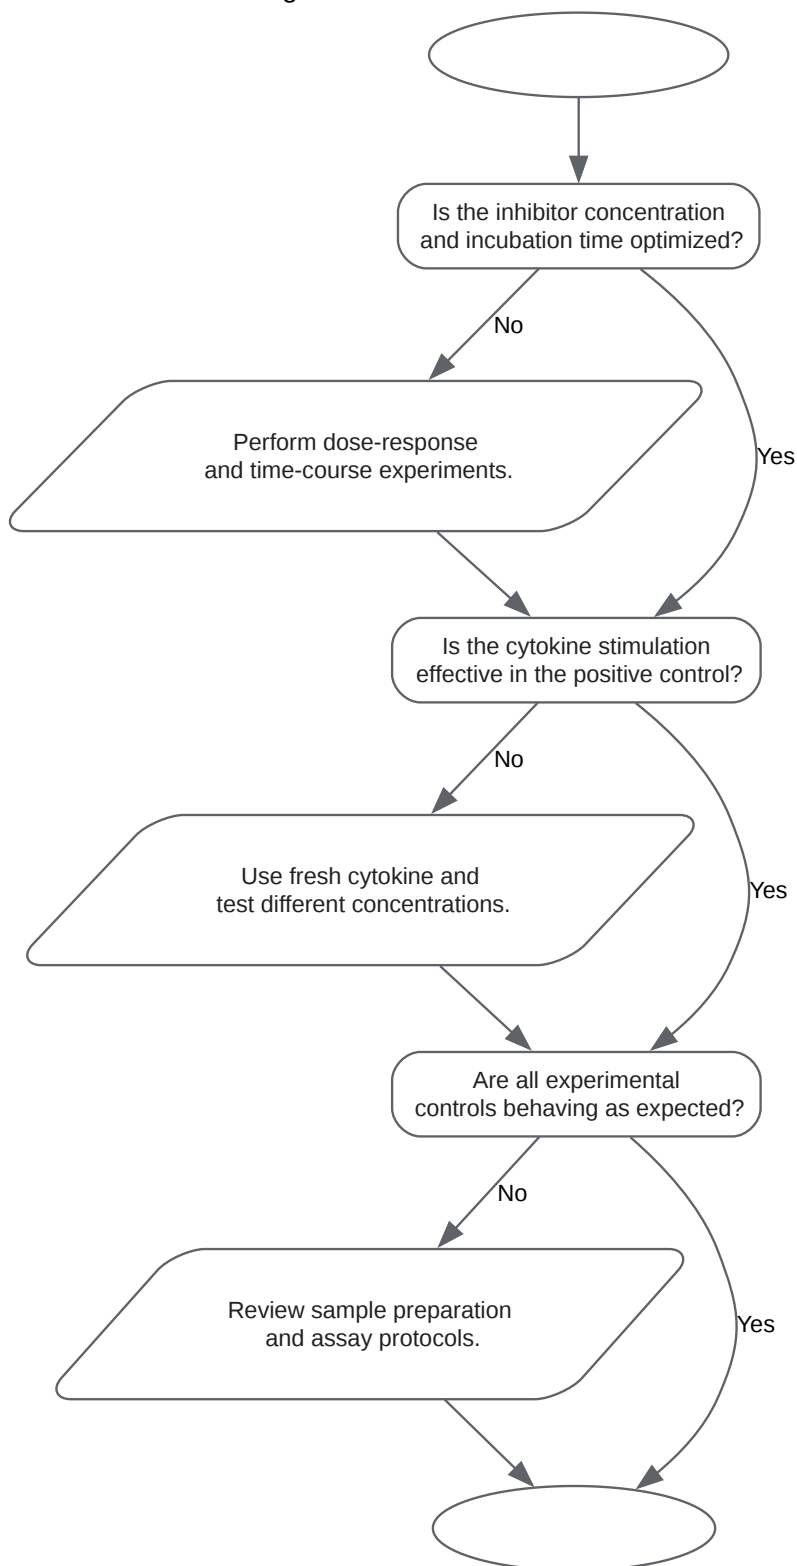 Is the inhibitor concentration
and incubation time optimized?
No
Perform dose-response
and time-course experiments.
Yes
Is the cytokine stimulation
effective in the positive control?
No
Use fresh cytokine and
test different concentrations.
Yes
Are all experimental
controls behaving as expected?
No
Review sample preparation
and assay protocols.
Yes